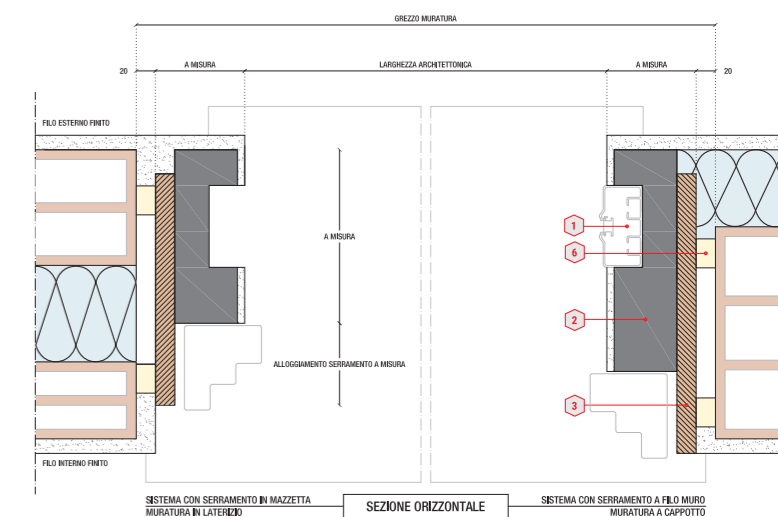 GREZZO MURATURA
20
A MISURA
LARGHEZZA ARCHITETTONICA
A MISURA
20
FILO ESTERNO FINITO
1
A MISURA
6
2
ALLOGGIAMENTO SERRAMENTO A MISURA
3
FILO INTERNO FINITO
SISTEMA CON SERRAMENTO IN MAZZETTA
MURATURA IN LATERIZIO
SEZIONE ORIZZONTALE
SISTEMA CON SERRAMENTO A FILO MURO
MURATURA A CAPPOTTO